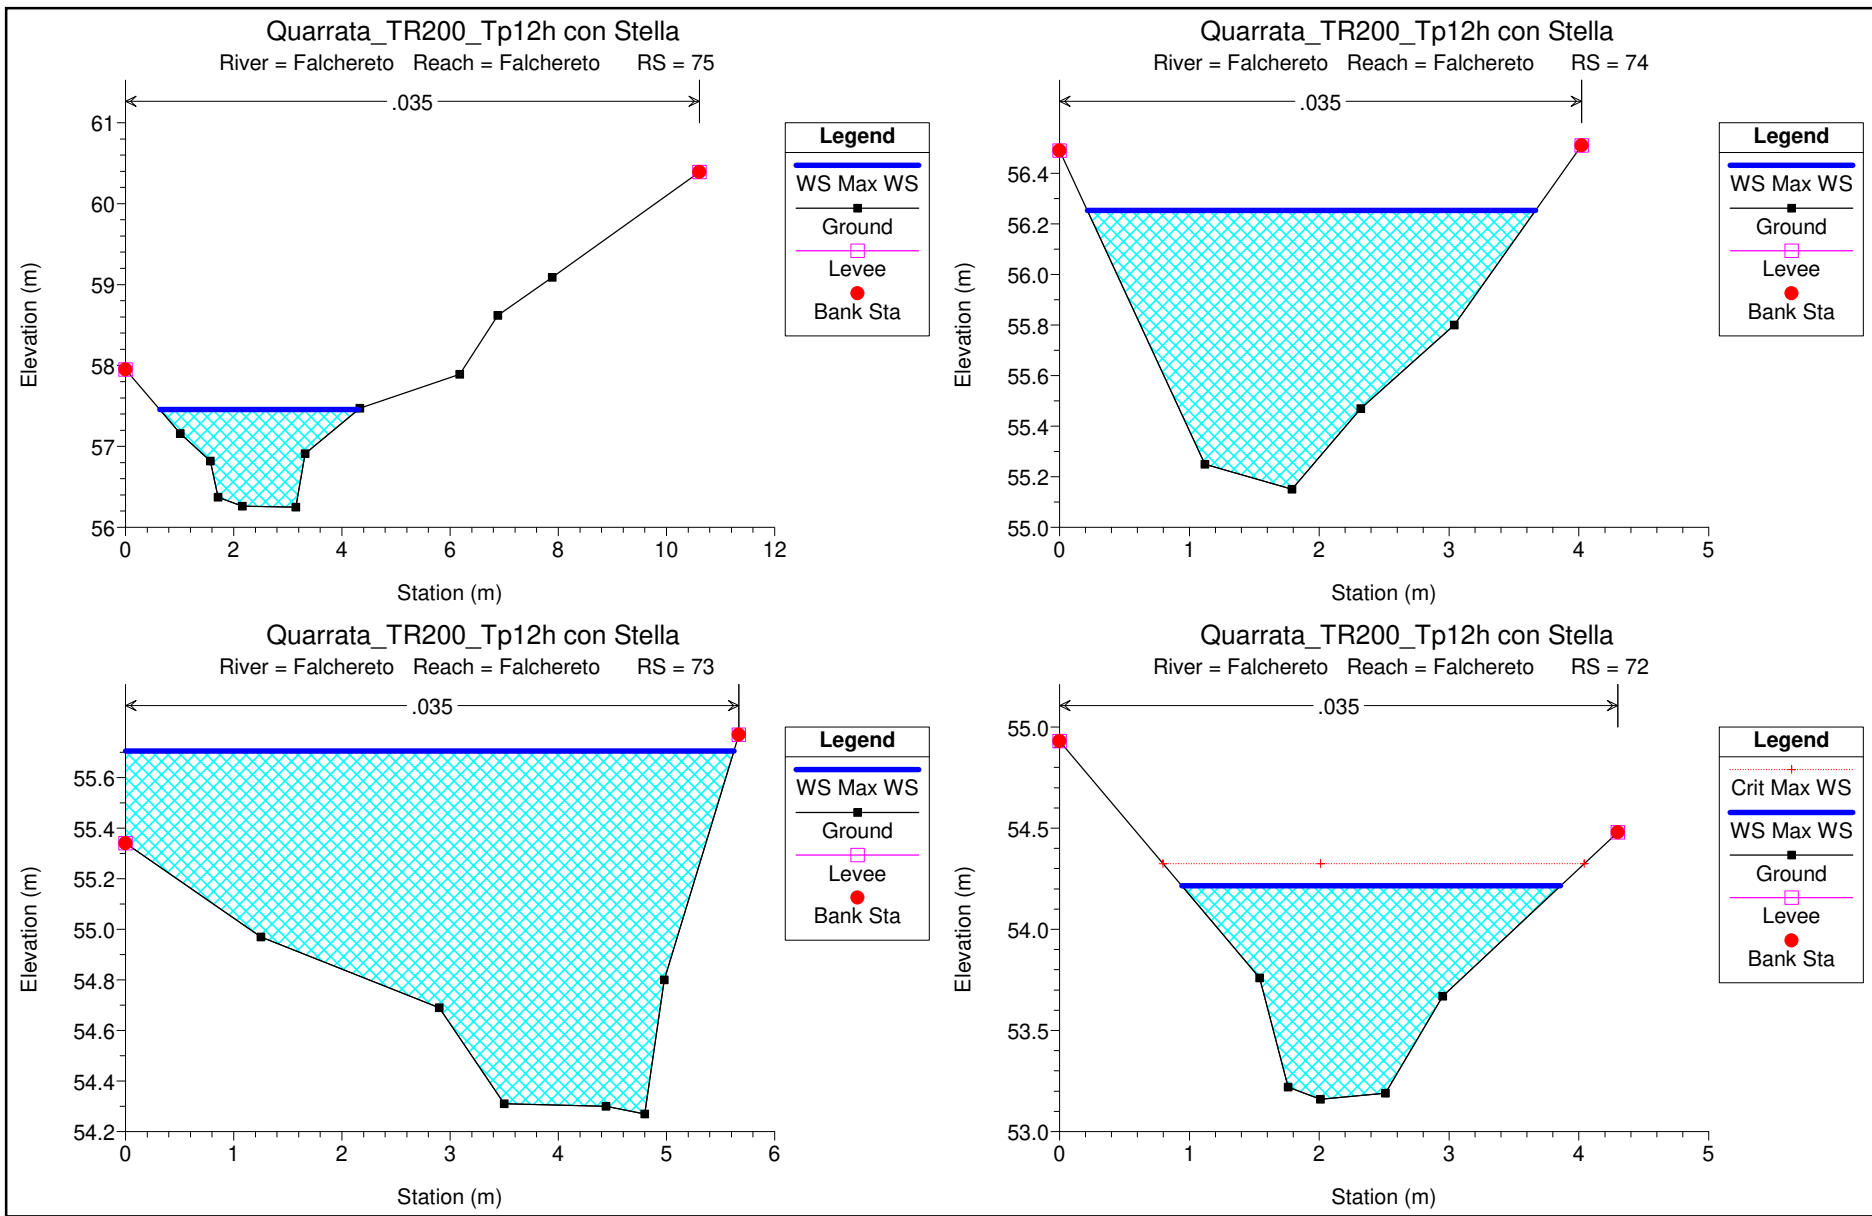 Quarrata_TR200_Tp12h con Stella
River = Falchereto Reach = Falchereto RS = 75
.035
61
60
59
58
57
56
0 2 4 6 8 10 12
Elevation (m)
Station (m)
Legend
WS Max WS
Ground
Levee
Bank Sta
Quarrata_TR200_Tp12h con Stella
River = Falchereto Reach = Falchereto RS = 74
.035
56.4
56.2
56.0
55.8
55.6
55.4
55.2
55.0
0 1 2 3 4 5
Elevation (m)
Station (m)
Legend
WS Max WS
Ground
Levee
Bank Sta
Quarrata_TR200_Tp12h con Stella
River = Falchereto Reach = Falchereto RS = 73
.035
55.6
55.4
55.2
55.0
54.8
54.6
54.4
54.2
0 1 2 3 4 5 6
Elevation (m)
Station (m)
Legend
WS Max WS
Ground
Levee
Bank Sta
Quarrata_TR200_Tp12h con Stella
River = Falchereto Reach = Falchereto RS = 72
.035
55.0
54.5
54.0
53.5
53.0
0 1 2 3 4 5
Elevation (m)
Station (m)
Legend
Crit Max WS
WS Max WS
Ground
Levee
Bank Sta